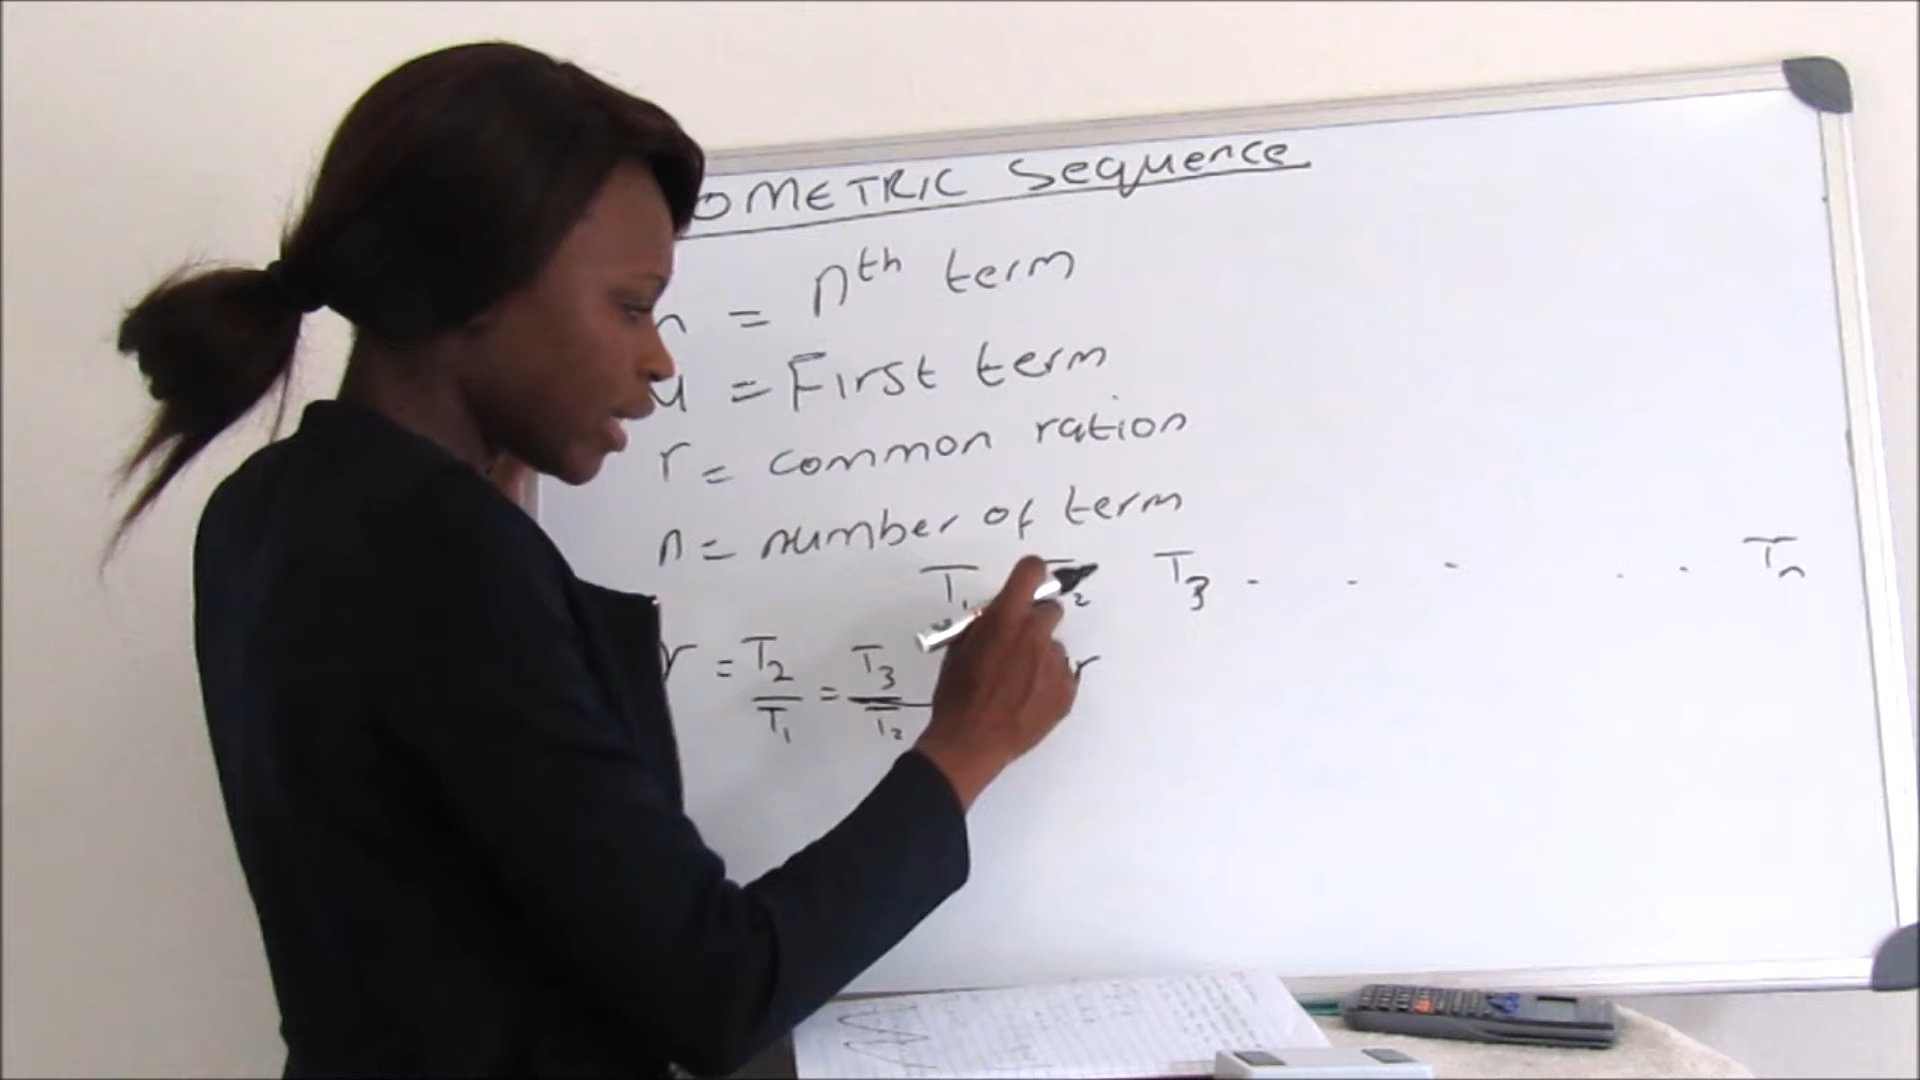 OMETRIC Sequence
n = nth term
u = First term
r = common ration
n = number of term
T1 T2 T3 . . . . . Tn
r = T2/T1 = T3/T2
r